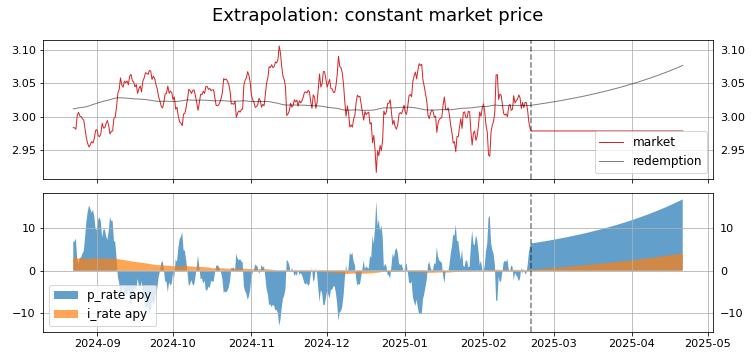 Extrapolation: constant market price
3.10 3.10
3.05 3.05
3.00 3.00
2.95 2.95
market
redemption
10 10
0 0
−10 −10
p_rate apy
i_rate apy
2024-09 2024-10 2024-11 2024-12 2025-01 2025-02 2025-03 2025-04 2025-05